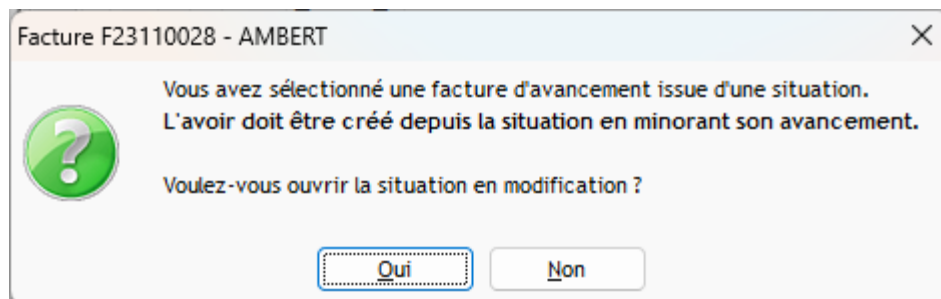 Facture F23110028 - AMBERT
Vous avez sélectionné une facture d'avancement issue d'une situation.
L'avoir doit être créé depuis la situation en minorant son avancement.
Voulez-vous ouvrir la situation en modification ?
Oui
Non